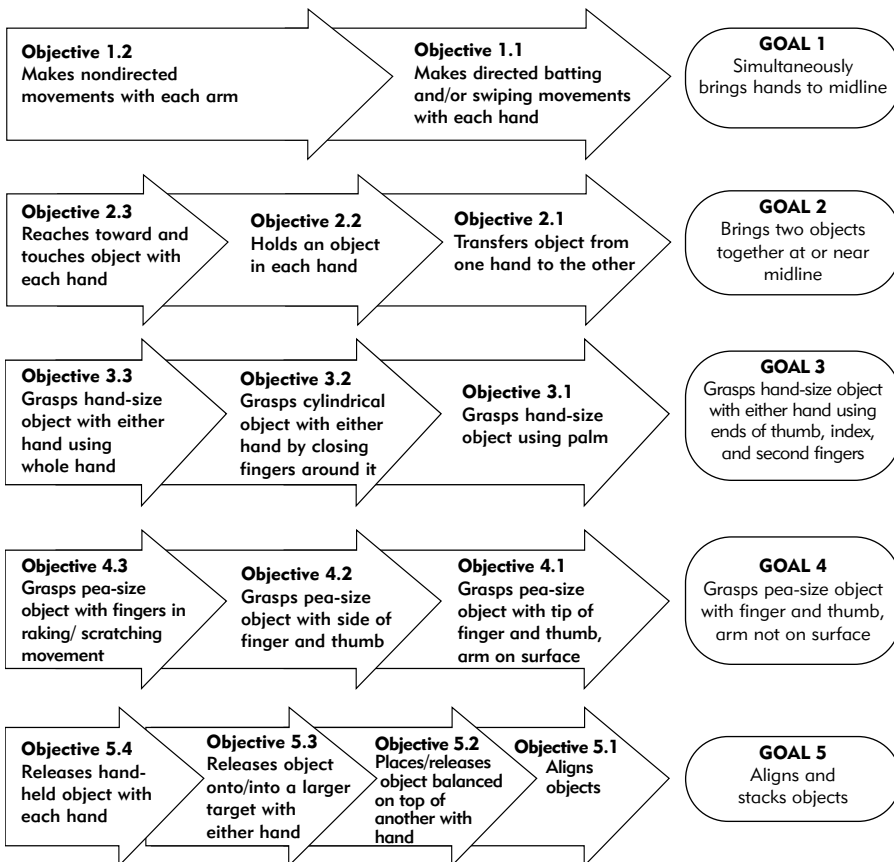 Objective 1.2
Makes nondirected
movements with each arm
Objective 1.1
Makes directed batting
and/or swiping movements
with each hand
GOAL 1
Simultaneously
brings hands to midline
Objective 2.3
Reaches toward and
touches object with
each hand
Objective 2.2
Holds an object
in each hand
Objective 2.1
Transfers object from
one hand to the other
GOAL 2
Brings two objects
together at or near
midline
Objective 3.3
Grasps hand-size
object with either
hand using
whole hand
Objective 3.2
Grasps cylindrical
object with either
hand by closing
fingers around it
Objective 3.1
Grasps hand-size
object using palm
GOAL 3
Grasps hand-size object
with either hand using
ends of thumb, index,
and second fingers
Objective 4.3
Grasps pea-size
object with fingers in
raking/ scratching
movement
Objective 4.2
Grasps pea-size
object with side of
finger and thumb
Objective 4.1
Grasps pea-size
object with tip of
finger and thumb,
arm on surface
GOAL 4
Grasps pea-size object
with finger and thumb,
arm not on surface
Objective 5.4
Releases hand-
held object with
each hand
Objective 5.3
Releases object
onto/into a larger
target with
either hand
Objective 5.2
Places/releases
object balanced
on top of
another with
hand
Objective 5.1
Aligns
objects
GOAL 5
Aligns and
stacks objects